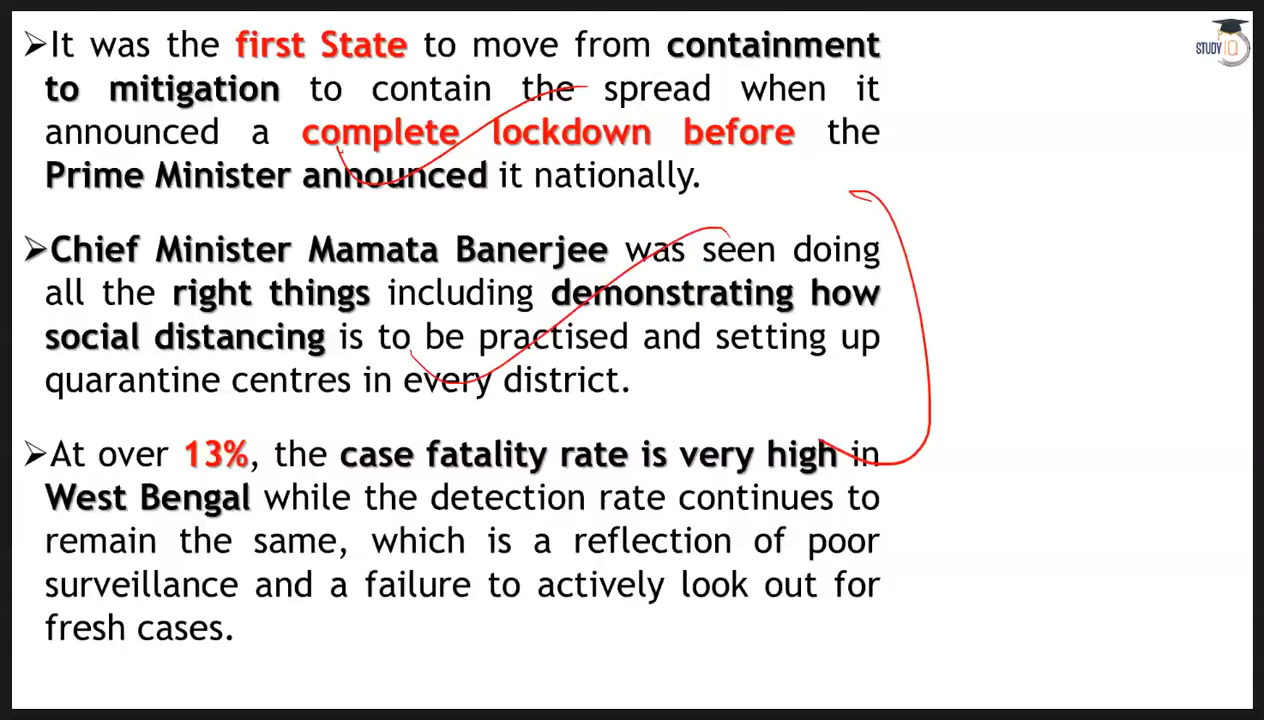 ➢It was the first State to move from containment
to mitigation to contain the spread when it
announced a complete lockdown before the
Prime Minister announced it nationally.
➢Chief Minister Mamata Banerjee was seen doing
all the right things including demonstrating how
social distancing is to be practised and setting up
quarantine centres in every district.
➢At over 13%, the case fatality rate is very high in
West Bengal while the detection rate continues to
remain the same, which is a reflection of poor
surveillance and a failure to actively look out for
fresh cases.
STUDY IQ